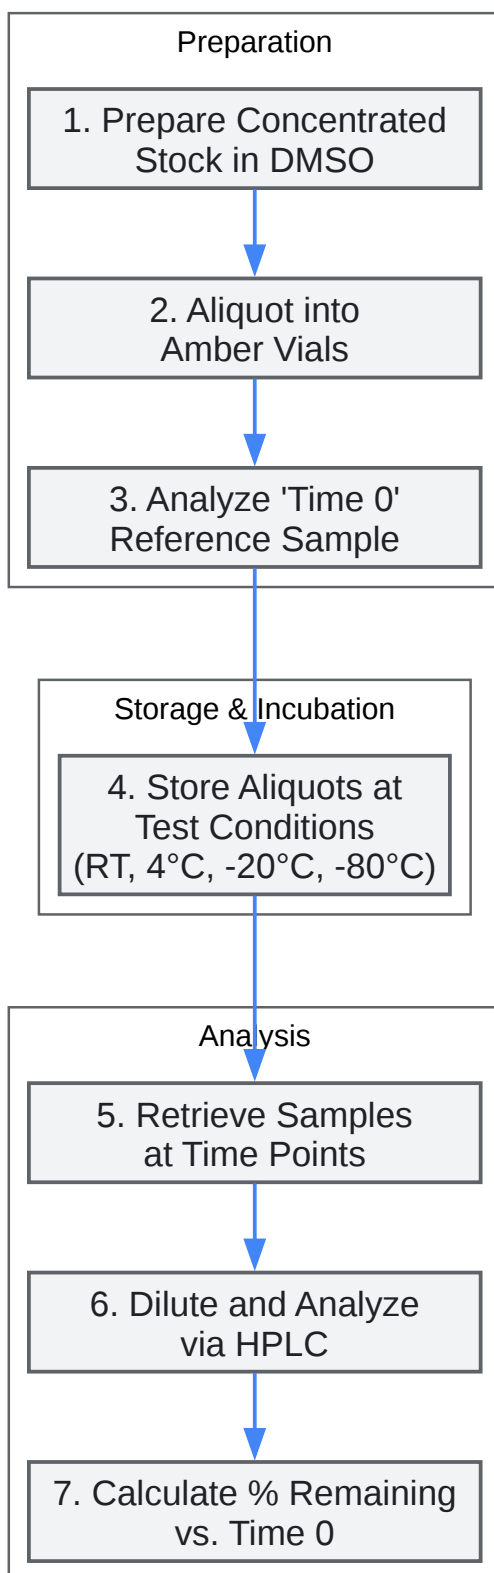 Preparation
1. Prepare Concentrated
Stock in DMSO
2. Aliquot into
Amber Vials
3. Analyze 'Time 0'
Reference Sample
Storage & Incubation
4. Store Aliquots at
Test Conditions
(RT, 4°C, -20°C, -80°C)
Analysis
5. Retrieve Samples
at Time Points
6. Dilute and Analyze
via HPLC
7. Calculate % Remaining
vs. Time 0